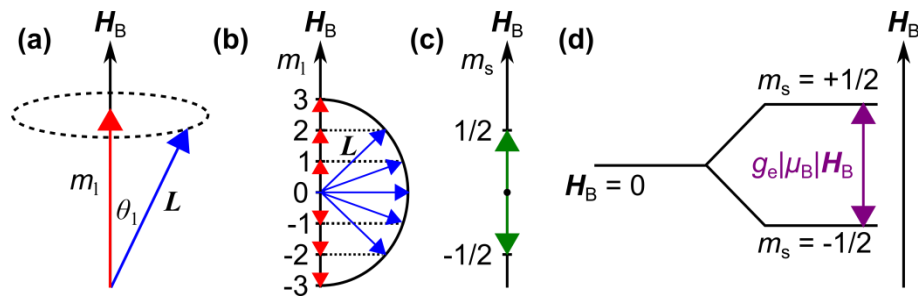 (a)
H_B
m_l
θ_l
L
(b)
H_B
m_l
3
2
1
0
-1
-2
-3
L
(c)
H_B
m_s
1/2
-1/2
(d)
H_B
m_s = +1/2
H_B = 0
g_e|μ_B|H_B
m_s = -1/2